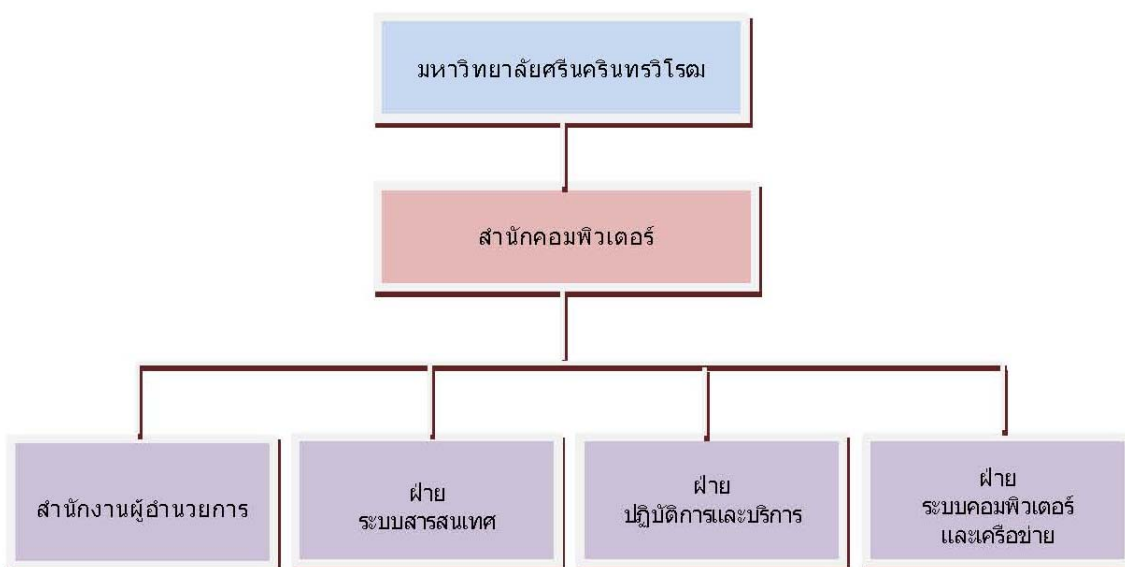 มหาวิทยาลัยศรีนครินทรวิโรฒ
สำนักคอมพิวเตอร์
สำนักงานผู้อำนวยการ
ฝ่าย
ระบบสารสนเทศ
ฝ่าย
ปฏิบัติการและบริการ
ฝ่าย
ระบบคอมพิวเตอร์
และเครือข่าย